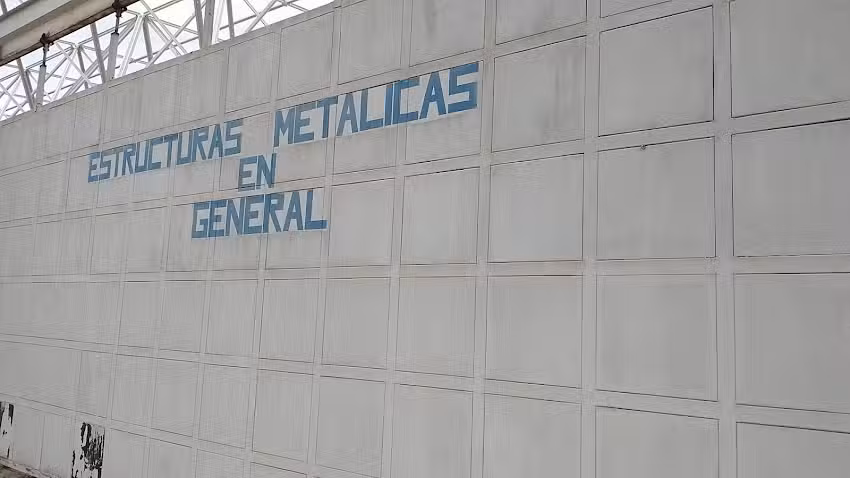 ESTRUCTURAS METALICAS
EN
GENERAL